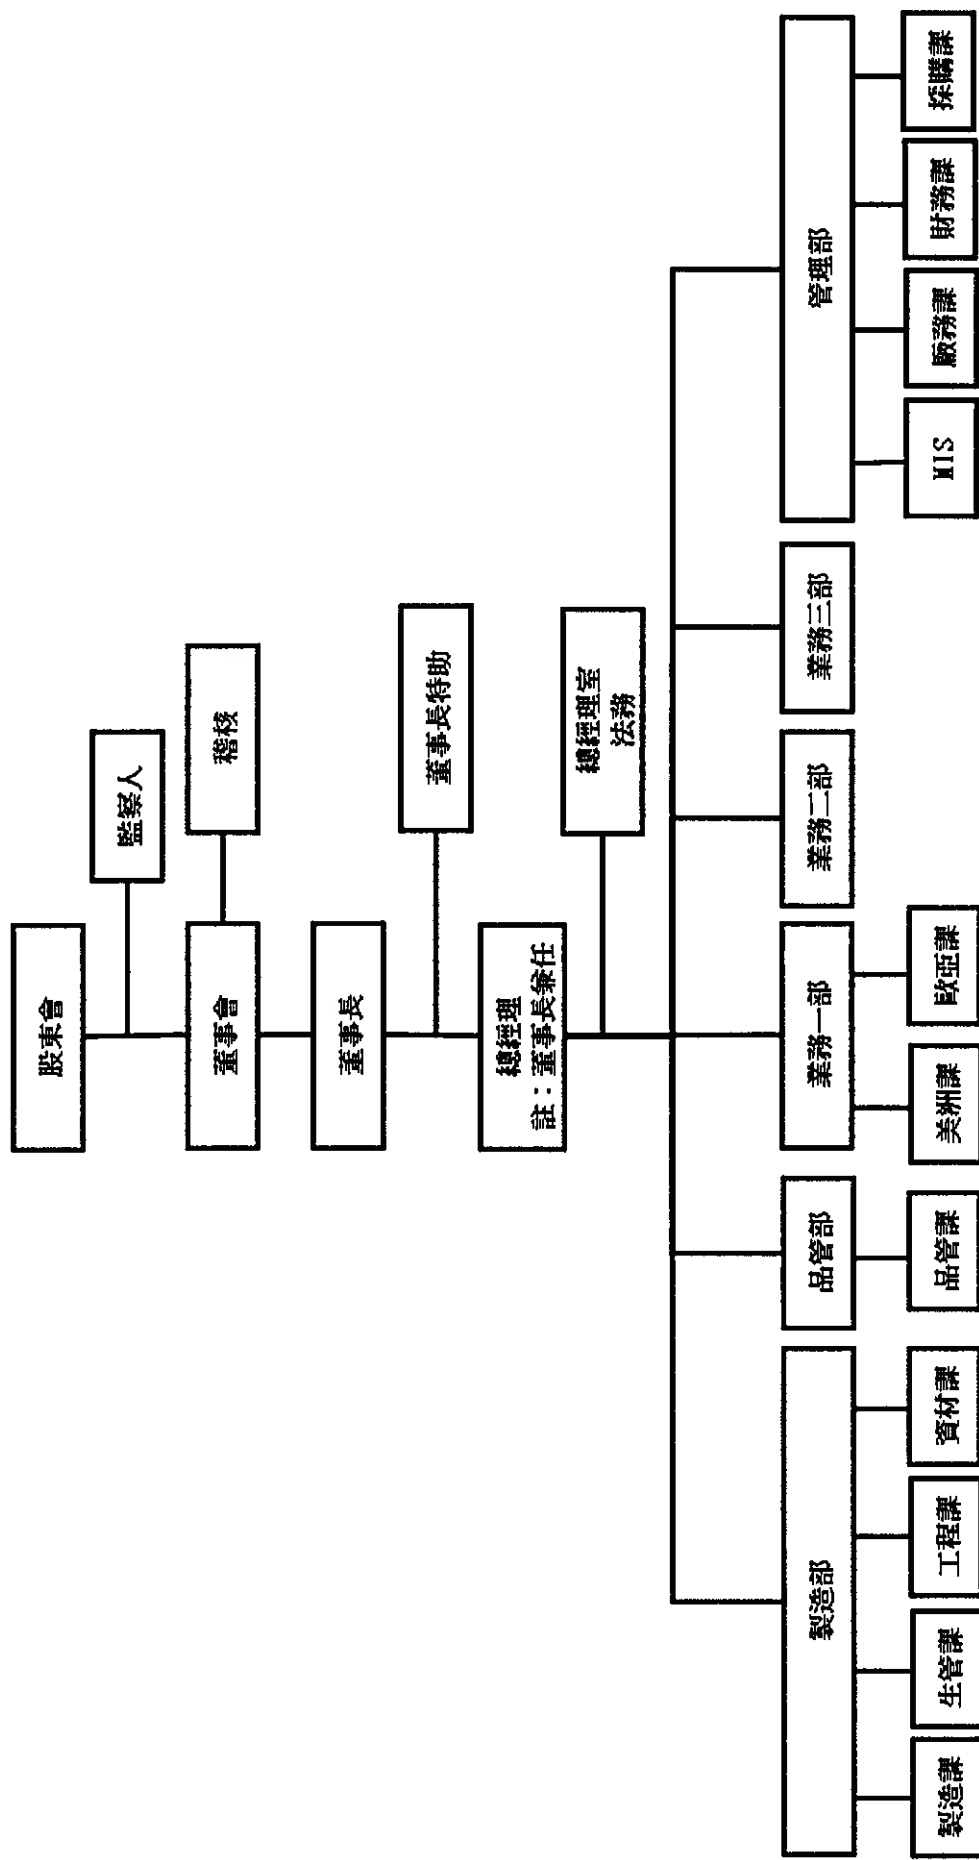 股東會
監察人
董事會
稽核
董事長
董事長特助
總經理
註：董事長兼任
總經理室
法務
製造部
品管部
業務一部
業務二部
業務三部
管理部
製造課
生管課
工程課
資材課
品管課
美洲課
歐亞課
MIS
廠務課
財務課
採購課